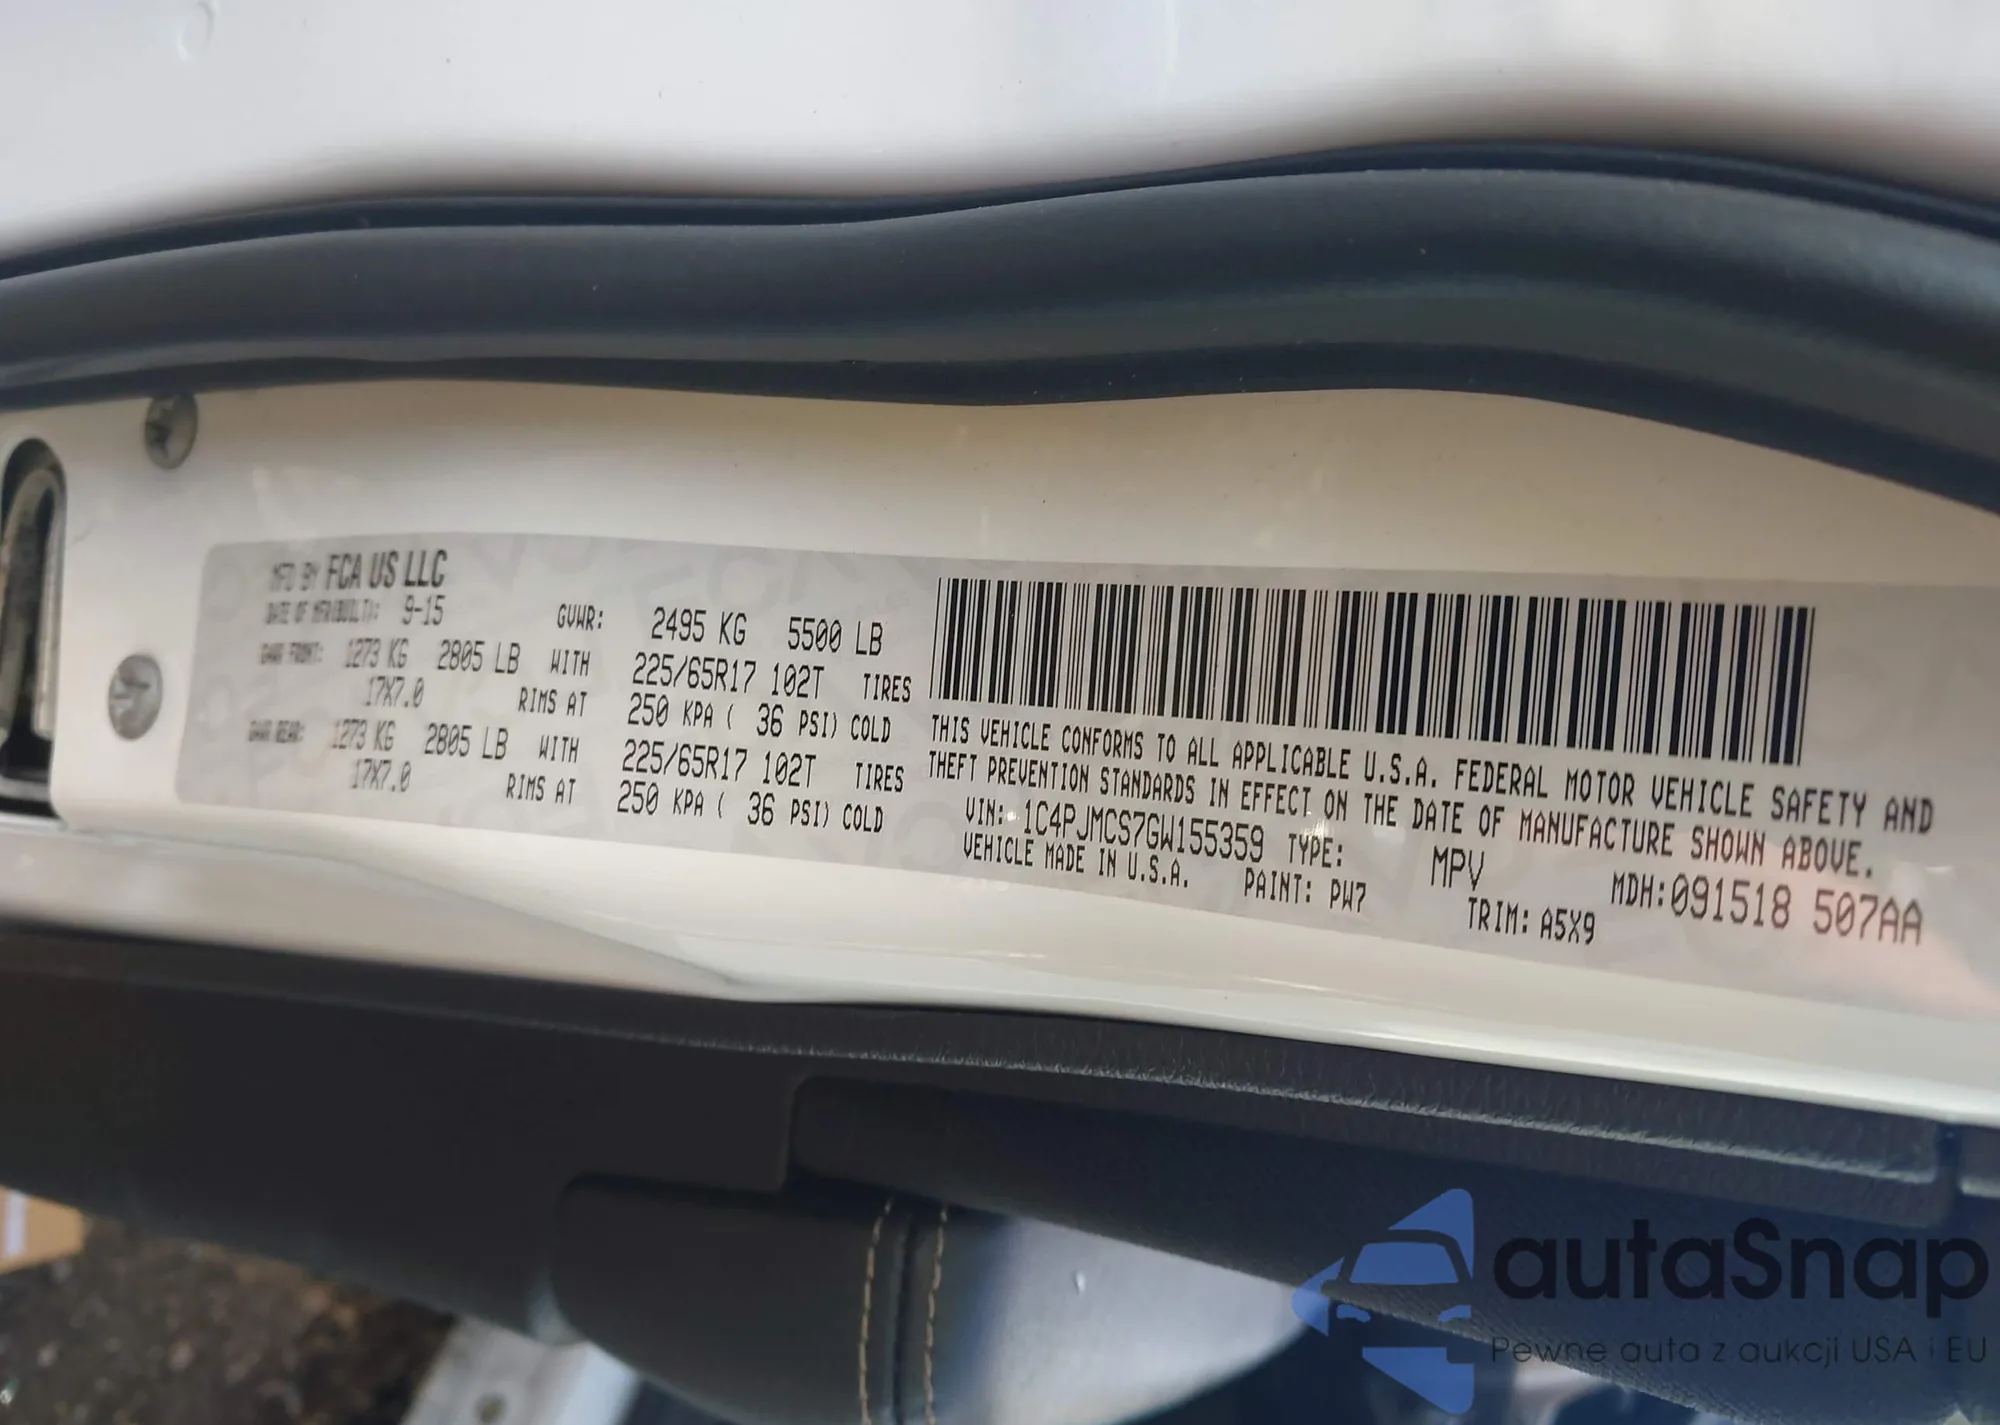 MFD BY FCA US LLC
DATE OF MFR(BUILT): 9-15 GVWR: 2495 KG 5500 LB
GAWR FRONT: 1273 KG 2805 LB WITH 225/65R17 102T TIRES
17X7.0 RIMS AT 250 KPA ( 36 PSI) COLD
GAWR REAR: 1273 KG 2805 LB WITH 225/65R17 102T TIRES
17X7.0 RIMS AT 250 KPA ( 36 PSI) COLD
THIS VEHICLE CONFORMS TO ALL APPLICABLE U.S.A. FEDERAL MOTOR VEHICLE SAFETY AND
THEFT PREVENTION STANDARDS IN EFFECT ON THE DATE OF MANUFACTURE SHOWN ABOVE.
VIN: 1C4PJMCS7GW155359 TYPE: MPV MDH:091518 507AA
VEHICLE MADE IN U.S.A. PAINT: PW7 TRIM: A5X9
autaSnap
Pewne auta z aukcji USA i EU